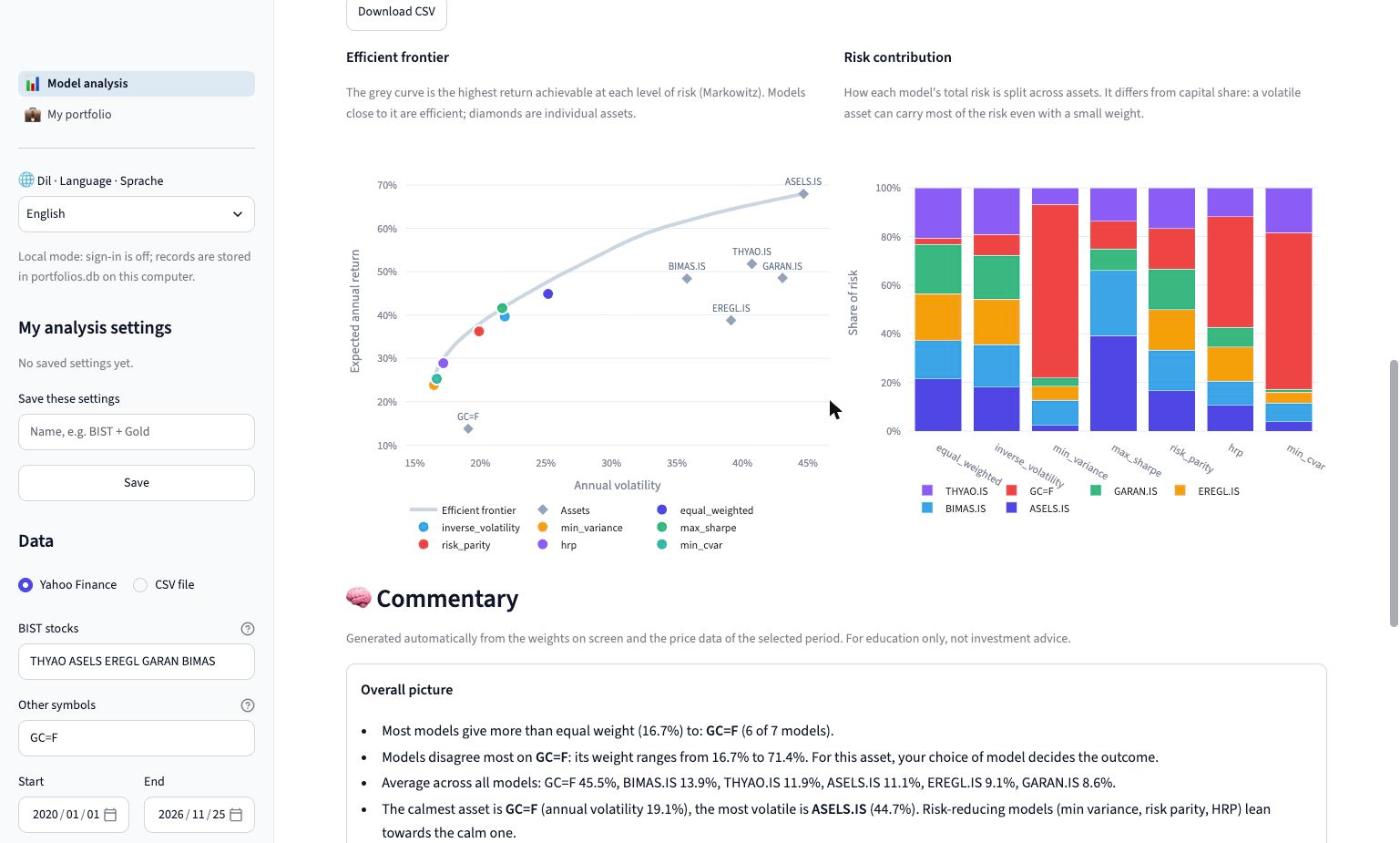 Model analysis
My portfolio
Dil · Language · Sprache
English
Local mode: sign-in is off; records are stored
in portfolios.db on this computer.
My analysis settings
No saved settings yet.
Save these settings
Name, e.g. BIST + Gold
Save
Data
Yahoo Finance
CSV file
BIST stocks
THYAO ASELS EREGL GARAN BIMAS
Other symbols
GC=F
Start
End
2020/01/01
2026/11/25
Download CSV
Efficient frontier
The grey curve is the highest return achievable at each level of risk (Markowitz). Models
close to it are efficient; diamonds are individual assets.
70%
60%
50%
40%
30%
20%
10%
Expected annual return
ASELS.IS
THYAO.IS
BIMAS.IS
GARAN.IS
EREGL.IS
GC=F
15%
20%
25%
30%
35%
40%
45%
Annual volatility
Efficient frontier
Assets
equal_weighted
inverse_volatility
min_variance
max_sharpe
risk_parity
hrp
min_cvar
Risk contribution
How each model's total risk is split across assets. It differs from capital share: a volatile
asset can carry most of the risk even with a small weight.
100%
80%
60%
40%
20%
0%
Share of risk
equal_weighted
inverse_volatility
min_variance
max_sharpe
risk_parity
hrp
min_cvar
THYAO.IS
GC=F
GARAN.IS
EREGL.IS
BIMAS.IS
ASELS.IS
Commentary
Generated automatically from the weights on screen and the price data of the selected period. For education only, not investment advice.
Overall picture
• Most models give more than equal weight (16.7%) to: GC=F (6 of 7 models).
• Models disagree most on GC=F: its weight ranges from 16.7% to 71.4%. For this asset, your choice of model decides the outcome.
• Average across all models: GC=F 45.5%, BIMAS.IS 13.9%, THYAO.IS 11.9%, ASELS.IS 11.1%, EREGL.IS 9.1%, GARAN.IS 8.6%.
• The calmest asset is GC=F (annual volatility 19.1%), the most volatile is ASELS.IS (44.7%). Risk-reducing models (min variance, risk parity, HRP) lean
towards the calm one.